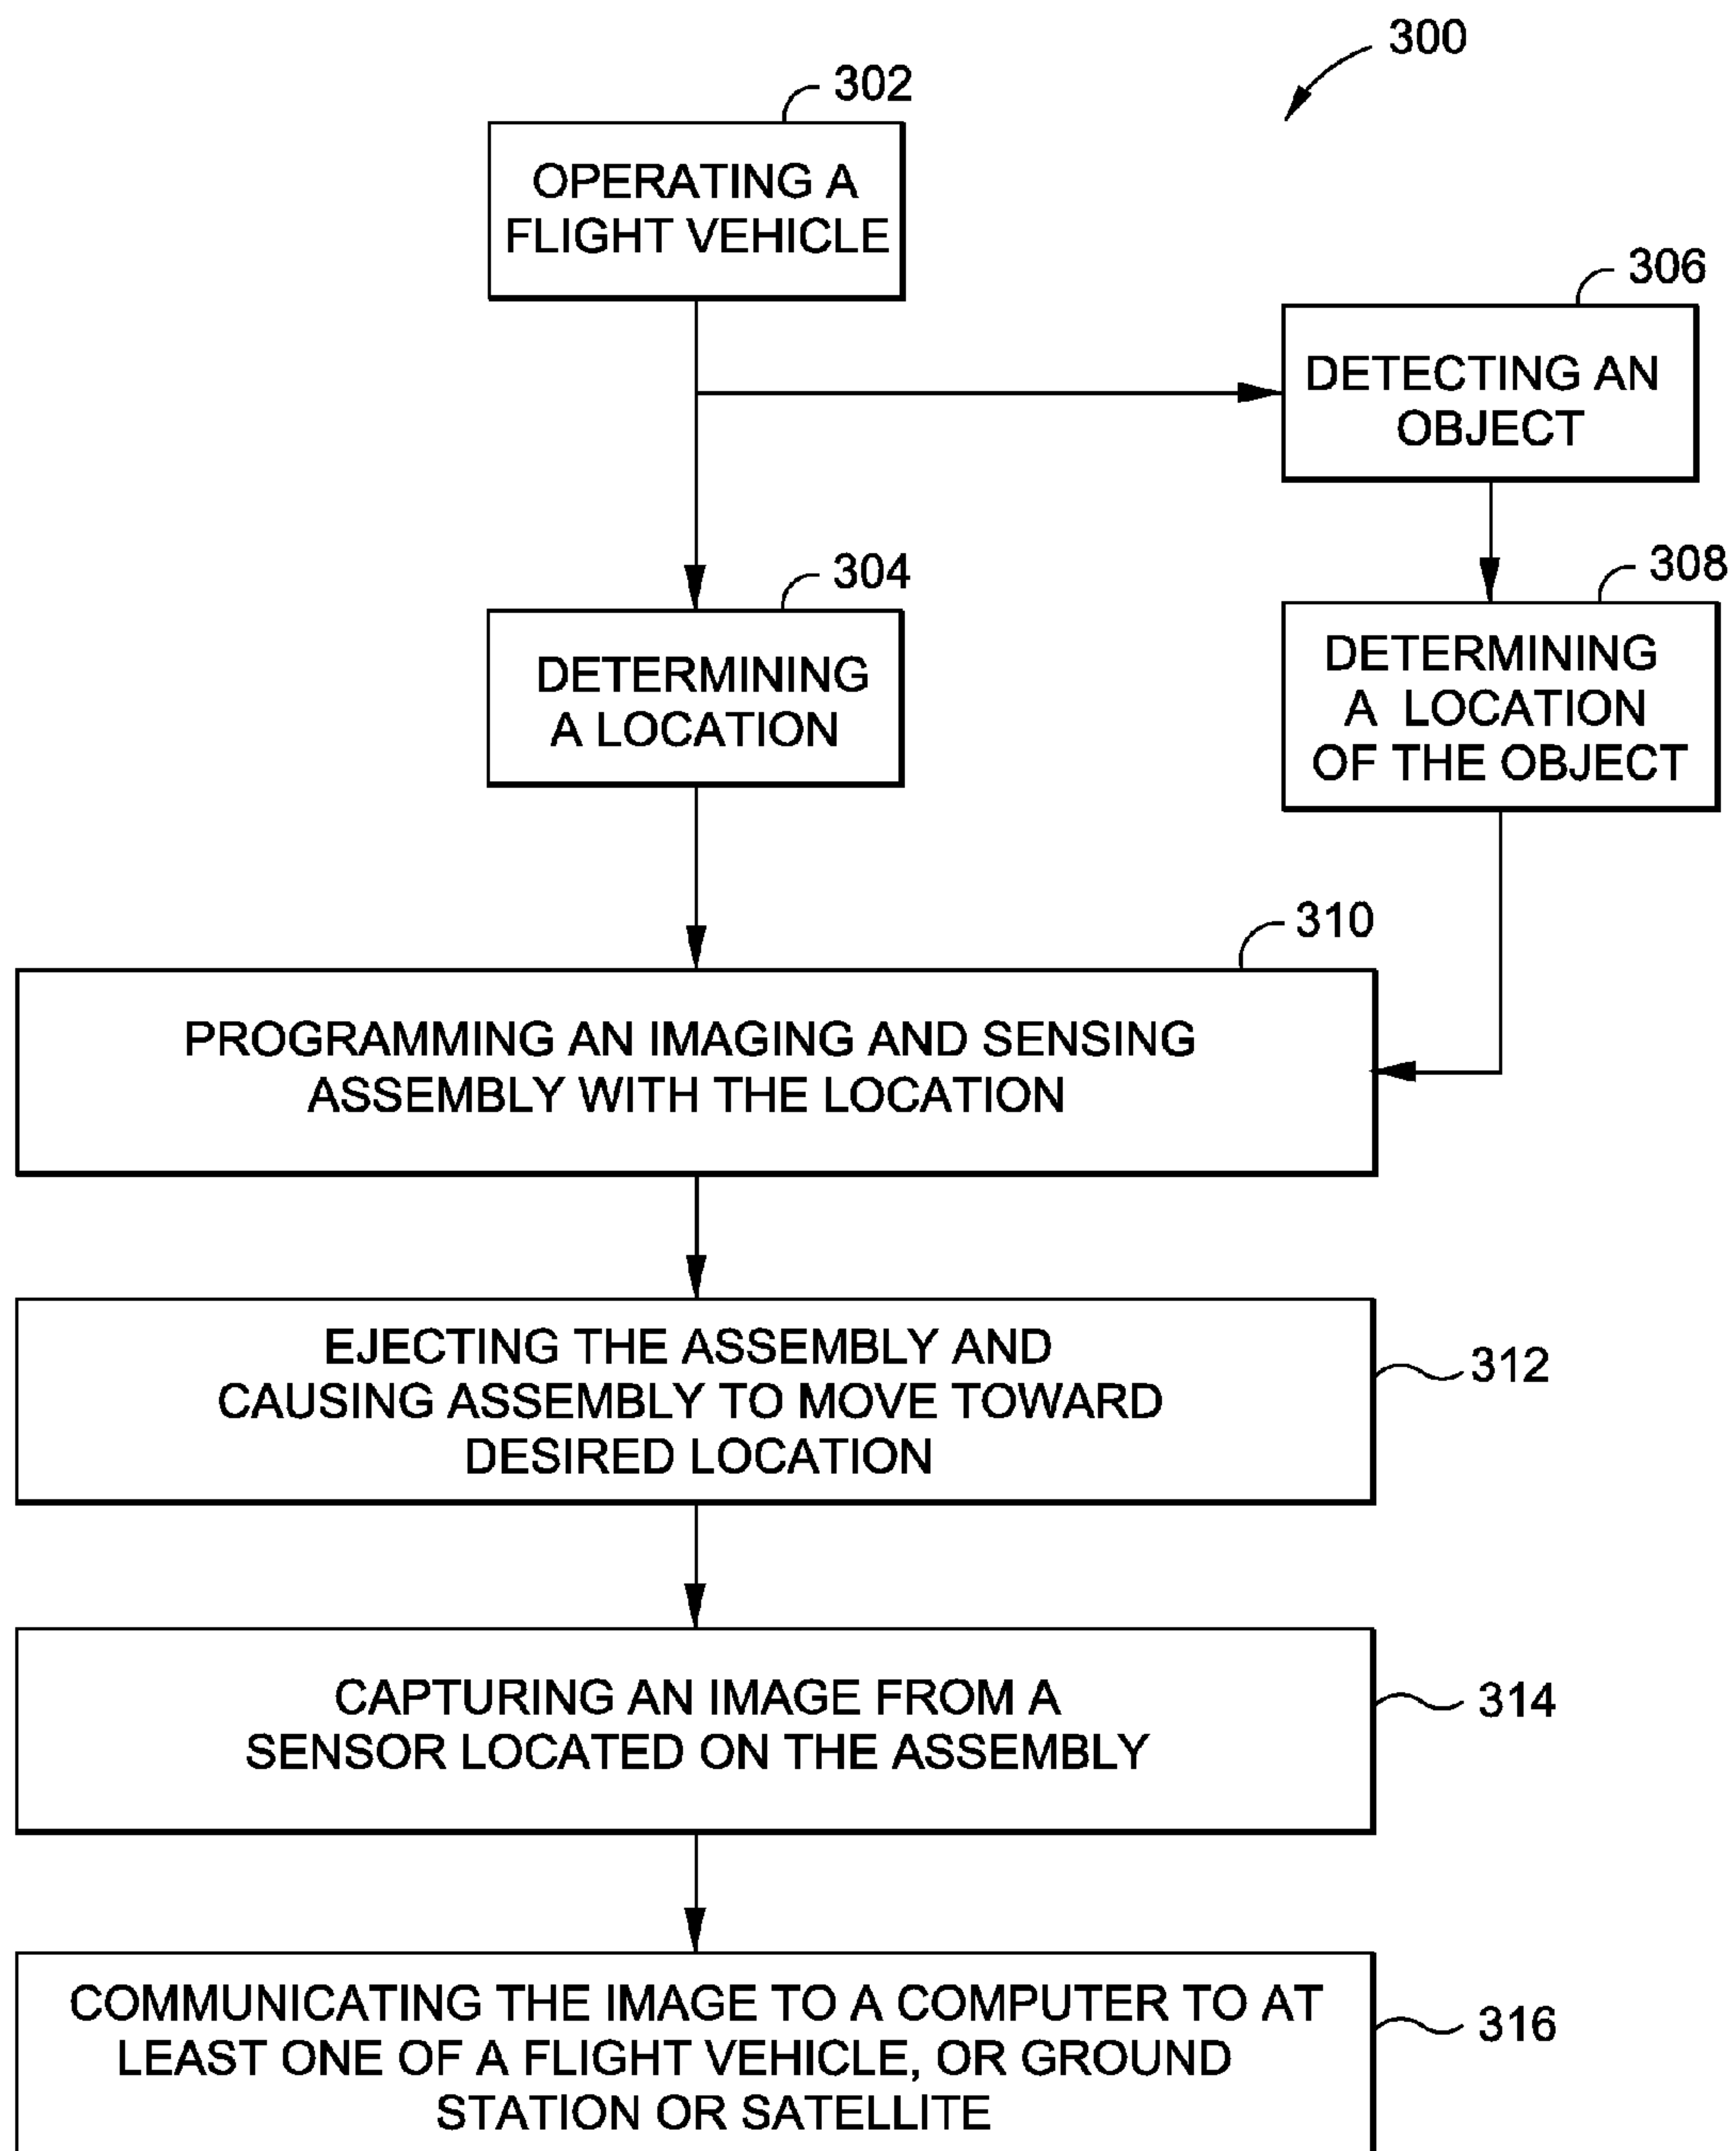 300
302
OPERATING A
FLIGHT VEHICLE
306
DETECTING AN
OBJECT
304
DETERMINING
A LOCATION
308
DETERMINING
A LOCATION
OF THE OBJECT
310
PROGRAMMING AN IMAGING AND SENSING
ASSEMBLY WITH THE LOCATION
EJECTING THE ASSEMBLY AND
CAUSING ASSEMBLY TO MOVE TOWARD
DESIRED LOCATION
312
CAPTURING AN IMAGE FROM A
SENSOR LOCATED ON THE ASSEMBLY
314
COMMUNICATING THE IMAGE TO A COMPUTER TO AT
LEAST ONE OF A FLIGHT VEHICLE, OR GROUND
STATION OR SATELLITE
316